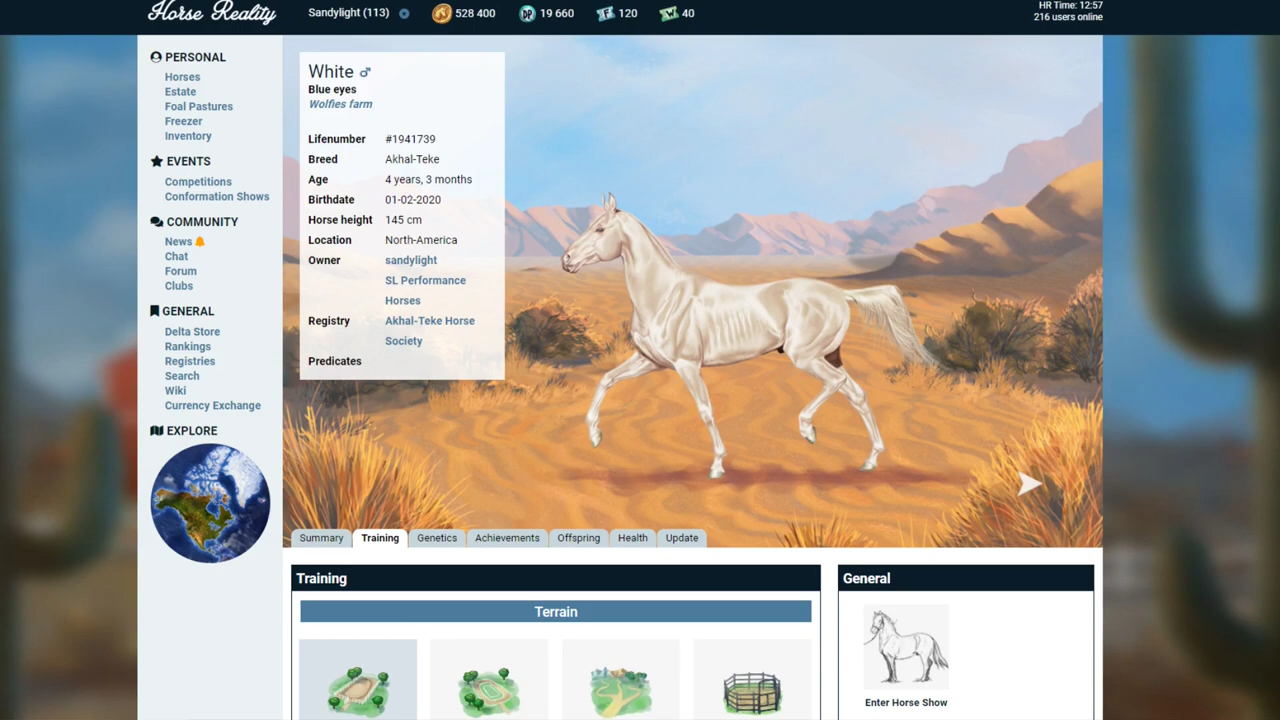 Horse Reality
Sandylight (113)
528 400
DP
19 660
120
40
HR Time: 12:57
216 users online
PERSONAL
Horses
Estate
Foal Pastures
Freezer
Inventory
EVENTS
Competitions
Conformation Shows
COMMUNITY
News
Chat
Forum
Clubs
GENERAL
Delta Store
Rankings
Registries
Search
Wiki
Currency Exchange
EXPLORE
White ♂
Blue eyes
Wolfies farm
Lifenumber #1941739
Breed Akhal-Teke
Age 4 years, 3 months
Birthdate 01-02-2020
Horse height 145 cm
Location North-America
Owner sandylight
SL Performance
Horses
Registry Akhal-Teke Horse
Society
Predicates
Summary Training Genetics Achievements Offspring Health Update
Training
Terrain
General
Enter Horse Show